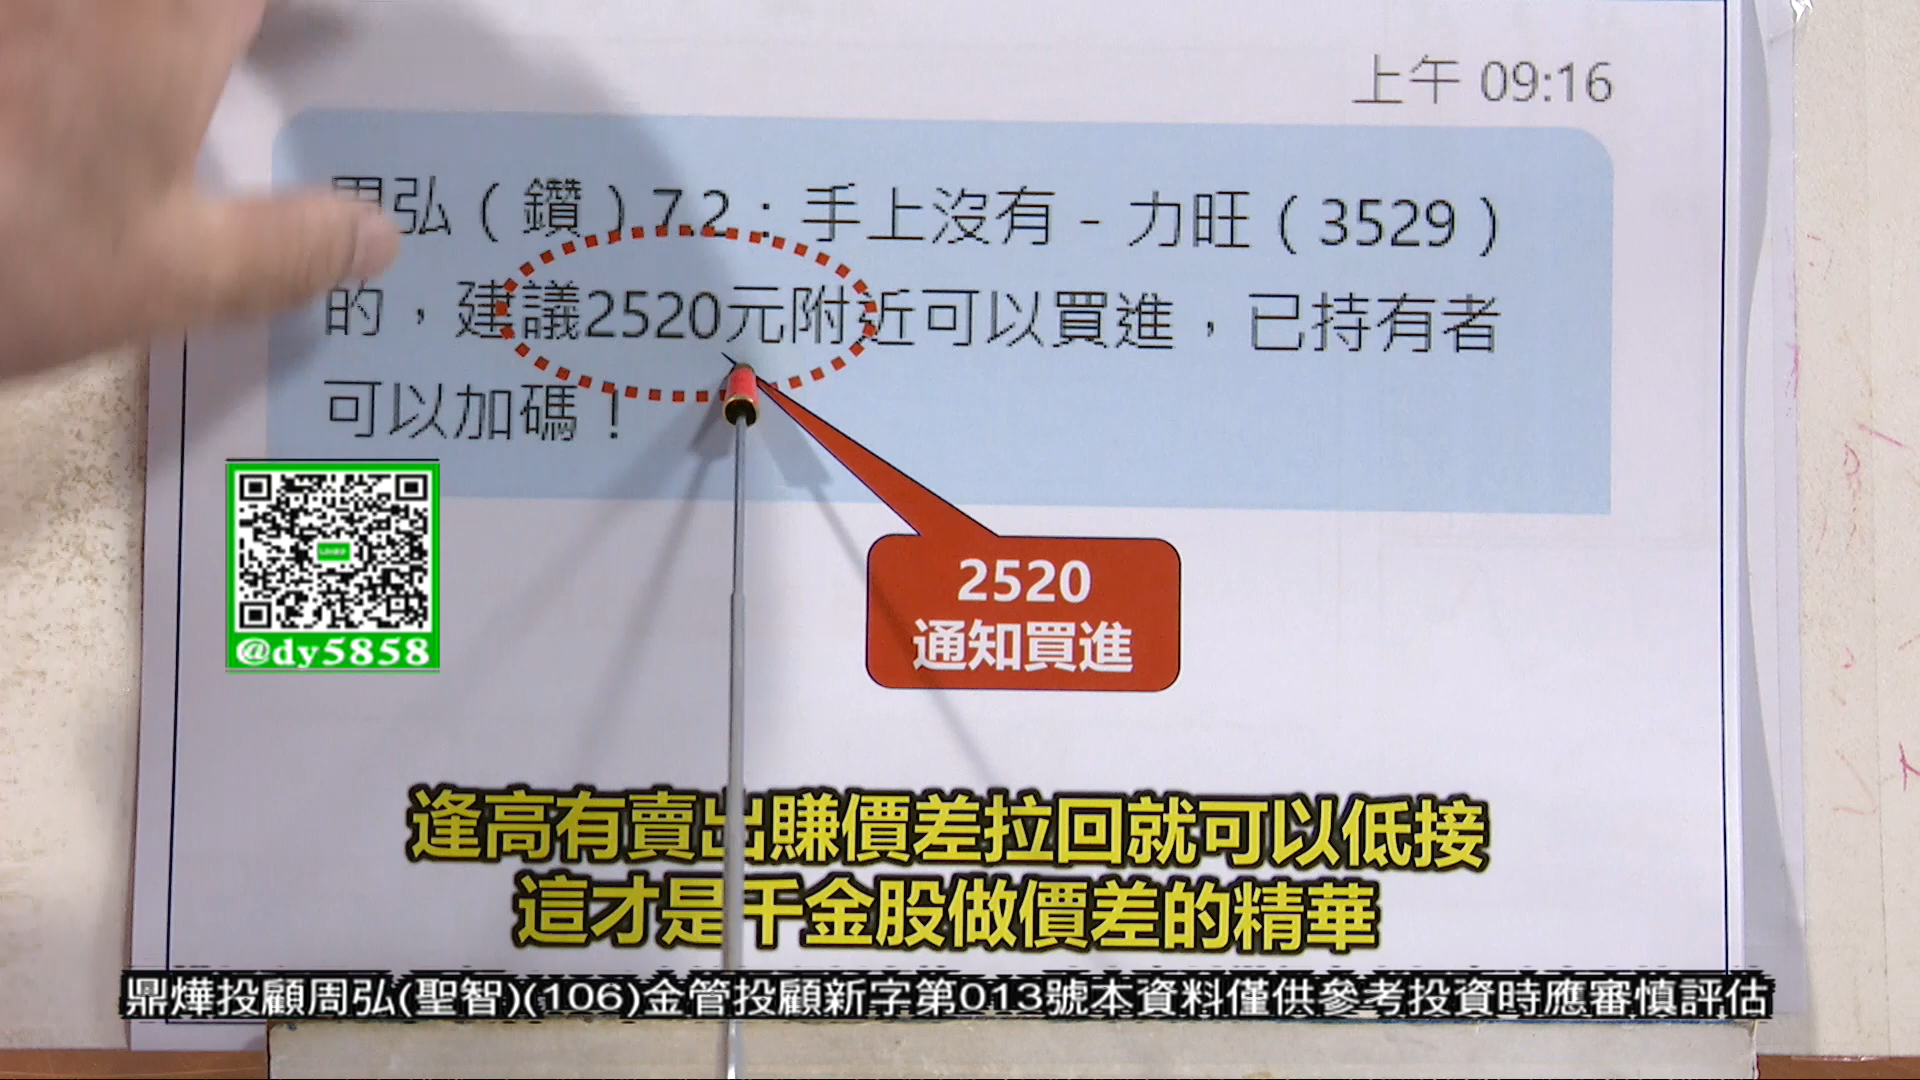 上午 09:16
周弘（鑽）7.2：手上沒有－力旺（3529）
的，建議2520元附近可以買進，已持有者
可以加碼！
@dy5858
2520
通知買進
逢高有賣出賺價差拉回就可以低接
這才是千金股做價差的精華
鼎燁投顧周弘(聖智)(106)金管投顧新字第013號本資料僅供參考投資時應審慎評估